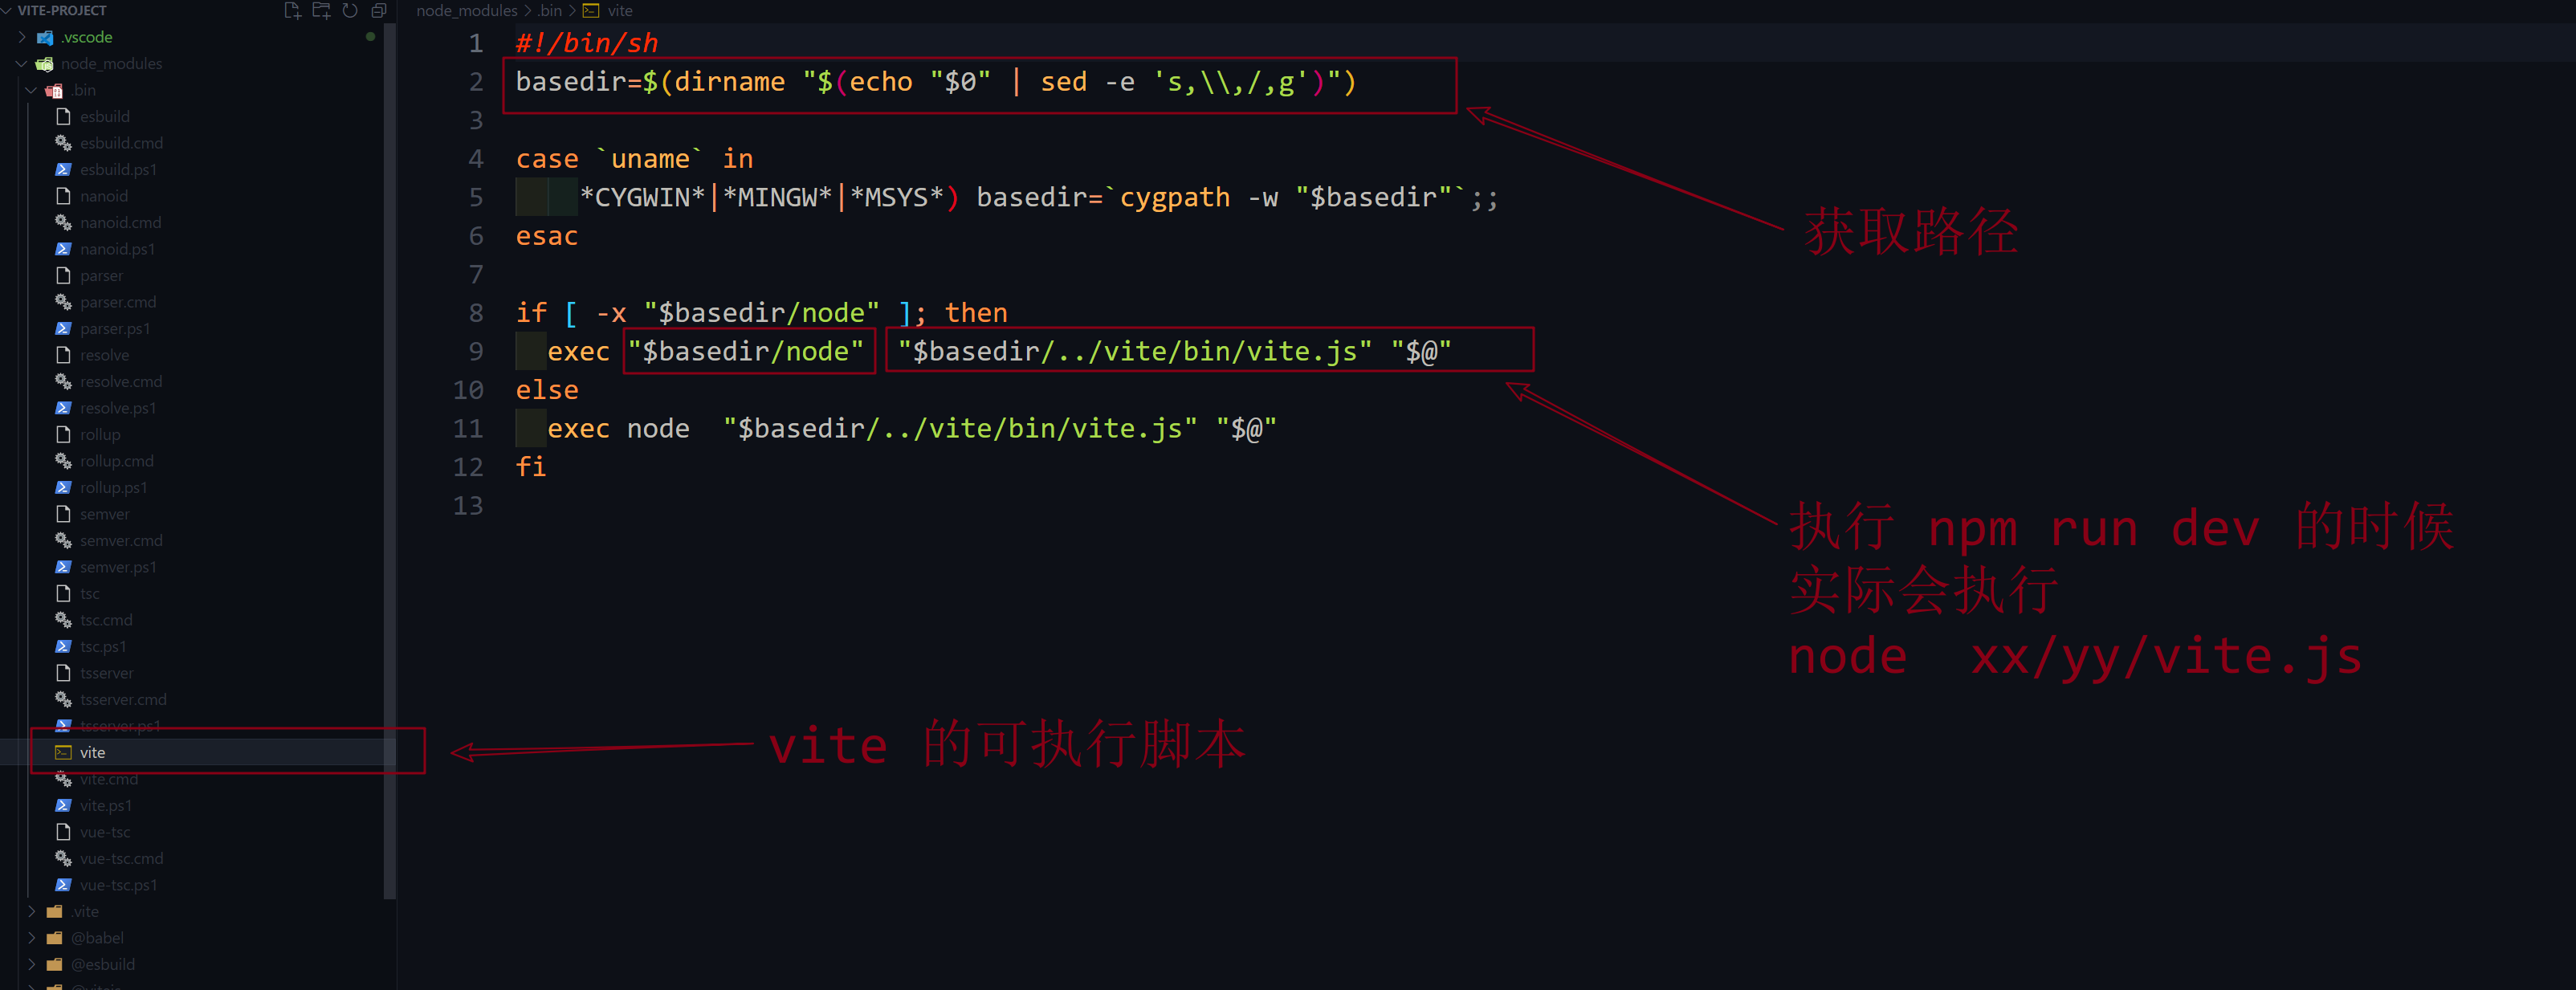 VITE-PROJECT
.vscode
node_modules
.bin
esbuild
esbuild.cmd
esbuild.ps1
nanoid
nanoid.cmd
nanoid.ps1
parser
parser.cmd
parser.ps1
resolve
resolve.cmd
resolve.ps1
rollup
rollup.cmd
rollup.ps1
semver
semver.cmd
semver.ps1
tsc
tsc.cmd
tsc.ps1
tsserver
tsserver.cmd
tsserver.ps1
vite
vite.cmd
vite.ps1
vue-tsc
vue-tsc.cmd
vue-tsc.ps1
.vite
@babel
@esbuild
node_modules > .bin > vite
1 #!/bin/sh
2 basedir=$(dirname "$(echo "$0" | sed -e 's,\\,/,g')")
3
4 case `uname` in
5 *CYGWIN*|*MINGW*|*MSYS*) basedir=`cygpath -w "$basedir"`;;
6 esac
7
8 if [ -x "$basedir/node" ]; then
9 exec "$basedir/node" "$basedir/../vite/bin/vite.js" "$@"
10 else
11 exec node "$basedir/../vite/bin/vite.js" "$@"
12 fi
13
获取路径
执行 npm run dev 的时候
实际会执行
node xx/yy/vite.js
vite 的可执行脚本